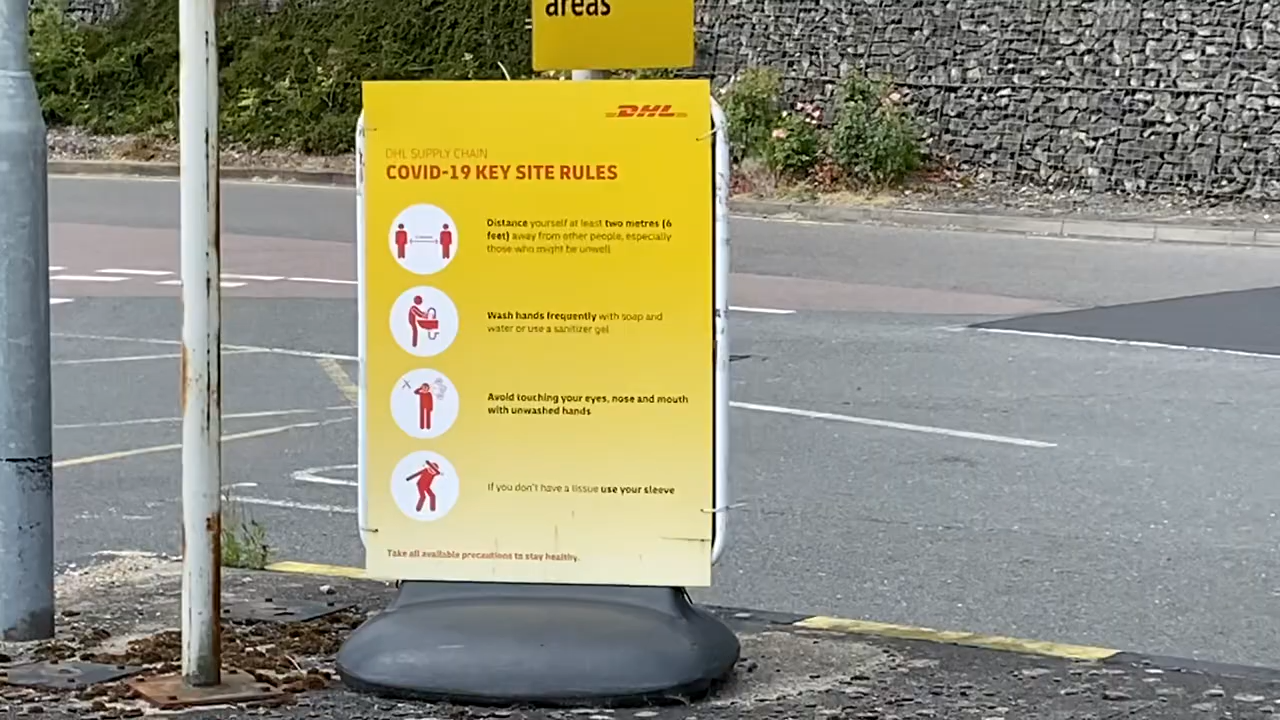 areas
DHL
DHL SUPPLY CHAIN
COVID-19 KEY SITE RULES
Distance yourself at least two metres (6
feet) away from other people, especially
those who might be unwell
Wash hands frequently with soap and
water or use a sanitizer gel
Avoid touching your eyes, nose and mouth
with unwashed hands
If you don't have a tissue use your sleeve
Take all available precautions to stay healthy.